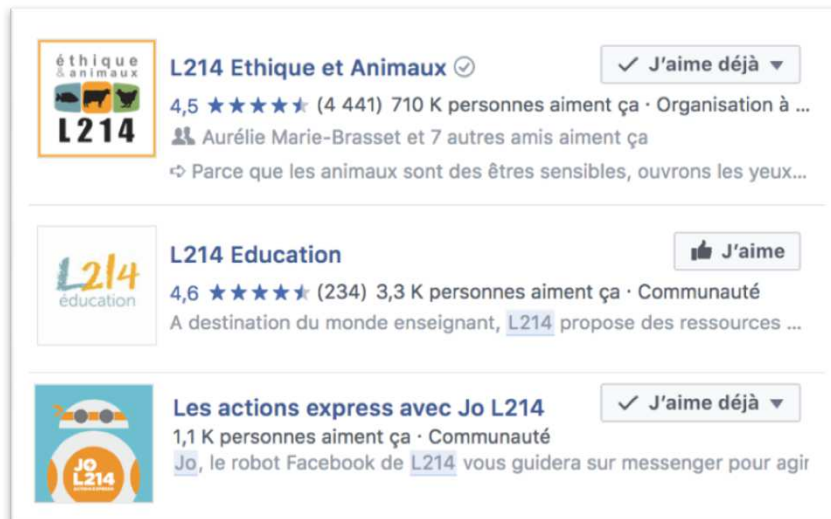 éthique
& animaux
L214
L214 Ethique et Animaux
J'aime déjà
4,5 ★★★★★ (4 441) 710 K personnes aiment ça · Organisation à ...
Aurélie Marie-Brasset et 7 autres amis aiment ça
➩ Parce que les animaux sont des êtres sensibles, ouvrons les yeux...
L214
éducation
L214 Education
J'aime
4,6 ★★★★★ (234) 3,3 K personnes aiment ça · Communauté
A destination du monde enseignant, L214 propose des ressources ...
JO
L214
Les actions express avec Jo L214
J'aime déjà
1,1 K personnes aiment ça · Communauté
Jo, le robot Facebook de L214 vous guidera sur messenger pour agir